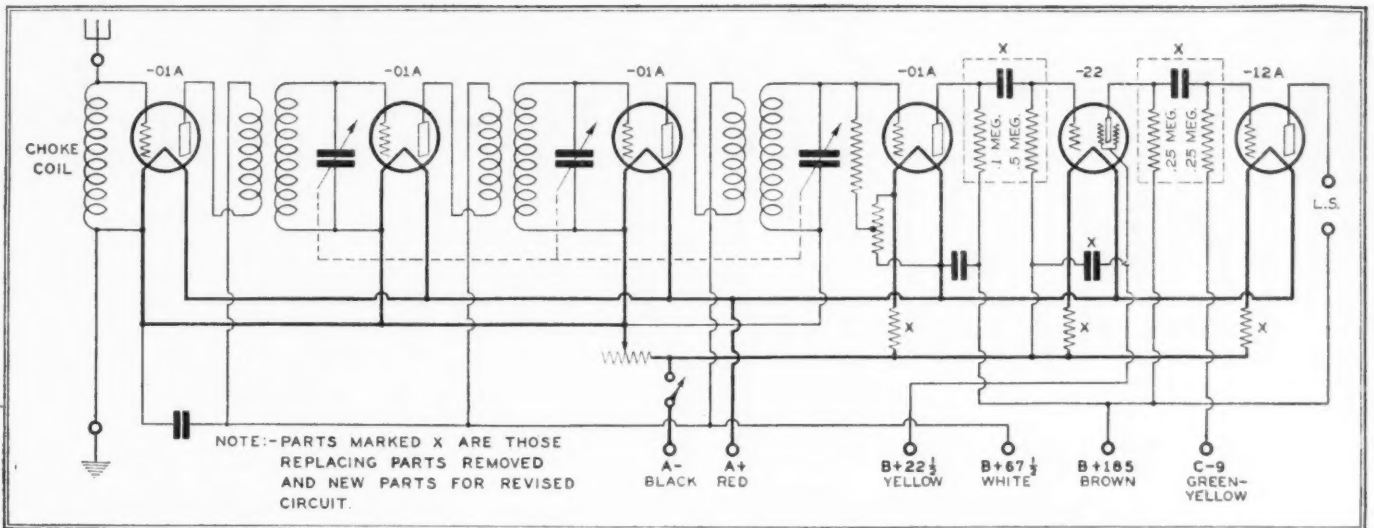 -01A
-01A
-01A
-01A
X
-22
X
-12A
CHOKE
COIL
.1 MEG.
.5 MEG.
.25 MEG.
.25 MEG.
L.S.
X
X
X
X
NOTE:- PARTS MARKED X ARE THOSE
REPLACING PARTS REMOVED
AND NEW PARTS FOR REVISED
CIRCUIT.
A-
BLACK
A+
RED
B+22½
YELLOW
B+67½
WHITE
B+185
BROWN
C-9
GREEN-
YELLOW